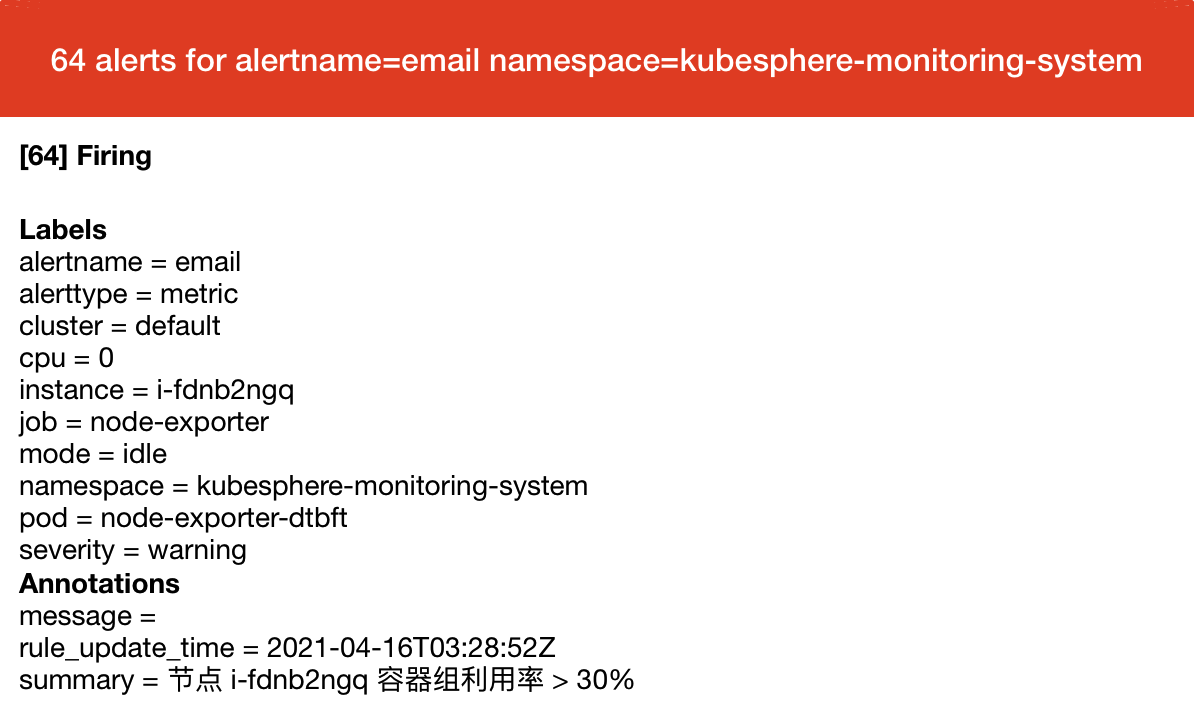 64 alerts for alertname=email namespace=kubesphere-monitoring-system
[64] Firing
Labels
alertname = email
alerttype = metric
cluster = default
cpu = 0
instance = i-fdnb2ngq
job = node-exporter
mode = idle
namespace = kubesphere-monitoring-system
pod = node-exporter-dtbft
severity = warning
Annotations
message =
rule_update_time = 2021-04-16T03:28:52Z
summary = 节点 i-fdnb2ngq 容器组利用率 > 30%